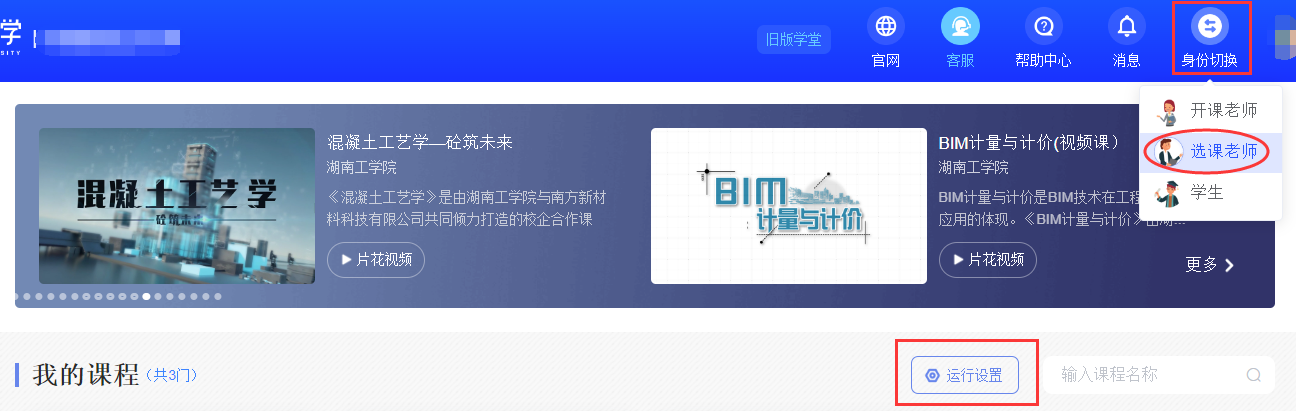 学
SITY
旧版学堂
官网
客服
帮助中心
消息
身份切换
开课老师
选课老师
学生
混凝土工艺学
砼筑未来
混凝土工艺学—砼筑未来
湖南工学院
《混凝土工艺学》是由湖南工学院与南方新材
料科技有限公司共同倾力打造的校企合作课
片花视频
BIM
计量与计价
BIM计量与计价(视频课)
湖南工学院
BIM计量与计价是BIM技术在工程
应用的体现。《BIM计量与计价》由湖...
片花视频
更多
我的课程(共3门)
运行设置
输入课程名称